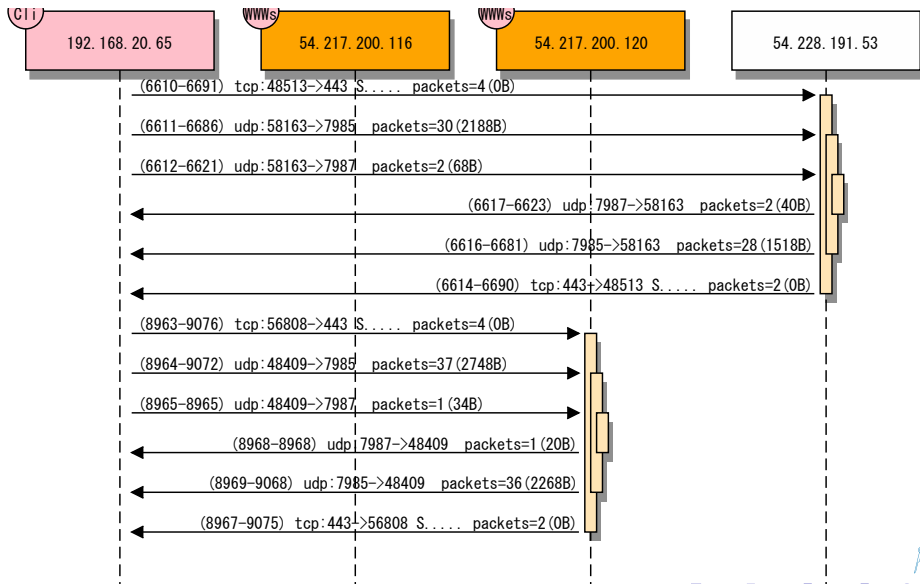 Cli WWWs WWWs
192.168.20.65 54.217.200.116 54.217.200.120 54.228.191.53
(6610-6691) tcp:48513->443 S..... packets=4(0B)
(6611-6686) udp:58163->7985 packets=30(2188B)
(6612-6621) udp:58163->7987 packets=2(68B)
(6617-6623) udp:7987->58163 packets=2(40B)
(6616-6681) udp:7985->58163 packets=28(1518B)
(6614-6690) tcp:443->48513 S..... packets=2(0B)
(8963-9076) tcp:56808->443 S..... packets=4(0B)
(8964-9072) udp:48409->7985 packets=37(2748B)
(8965-8965) udp:48409->7987 packets=1(34B)
(8968-8968) udp:7987->48409 packets=1(20B)
(8969-9068) udp:7985->48409 packets=36(2268B)
(8967-9075) tcp:443->56808 S..... packets=2(0B)